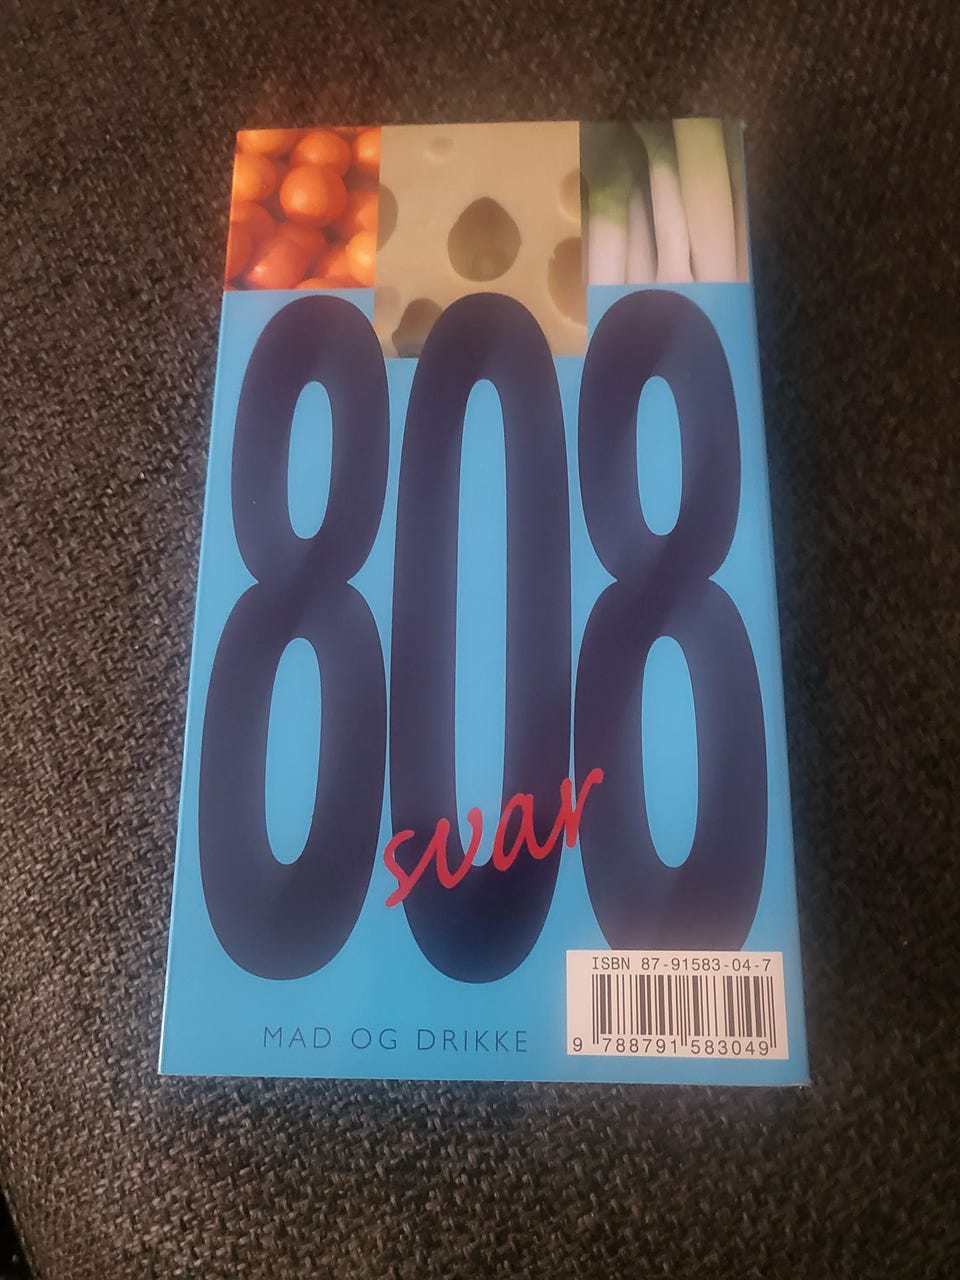 808
svar
ISBN 87-91583-04-7
9 788791 583049
MAD OG DRIKKE